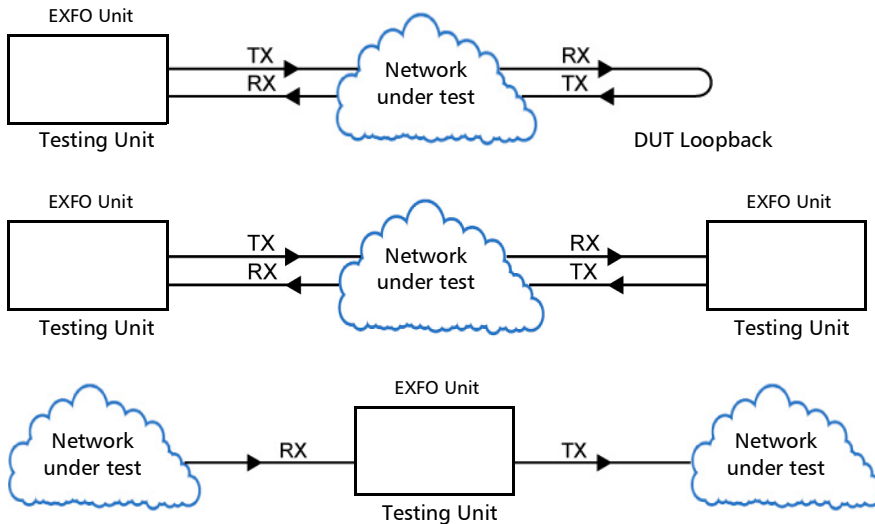 EXFO Unit
TX
RX
Network
under test
RX
TX
Testing Unit
DUT Loopback
EXFO Unit
EXFO Unit
TX
RX
Network
under test
RX
TX
Testing Unit
Testing Unit
EXFO Unit
Network
under test
RX
TX
Network
under test
Testing Unit